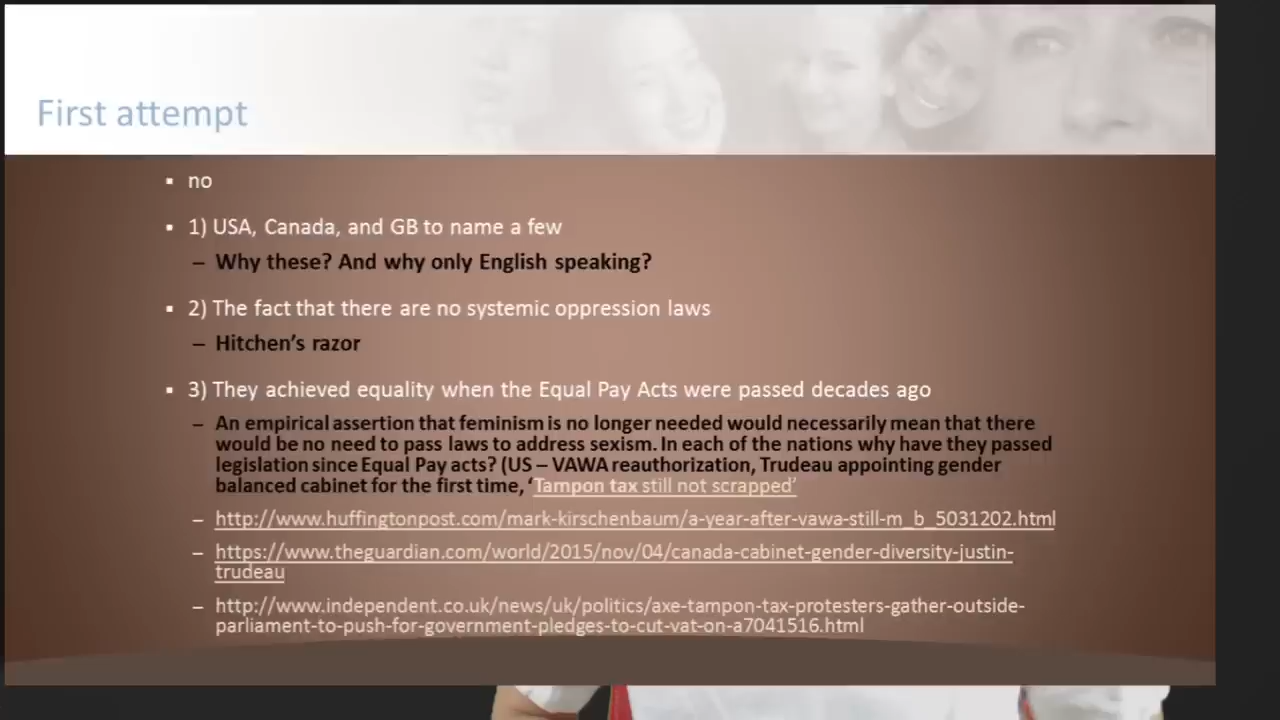 First attempt
▪ no
▪ 1) USA, Canada, and GB to name a few
– Why these? And why only English speaking?
▪ 2) The fact that there are no systemic oppression laws
– Hitchen's razor
▪ 3) They achieved equality when the Equal Pay Acts were passed decades ago
– An empirical assertion that feminism is no longer needed would necessarily mean that there
would be no need to pass laws to address sexism. In each of the nations why have they passed
legislation since Equal Pay acts? (US – VAWA reauthorization, Trudeau appointing gender
balanced cabinet for the first time, 'Tampon tax still not scrapped'
– http://www.huffingtonpost.com/mark-kirschenbaum/a-year-after-vawa-still-m_b_5031202.html
– https://www.theguardian.com/world/2015/nov/04/canada-cabinet-gender-diversity-justin-
trudeau
– http://www.independent.co.uk/news/uk/politics/axe-tampon-tax-protesters-gather-outside-
parliament-to-push-for-government-pledges-to-cut-vat-on-a7041516.html